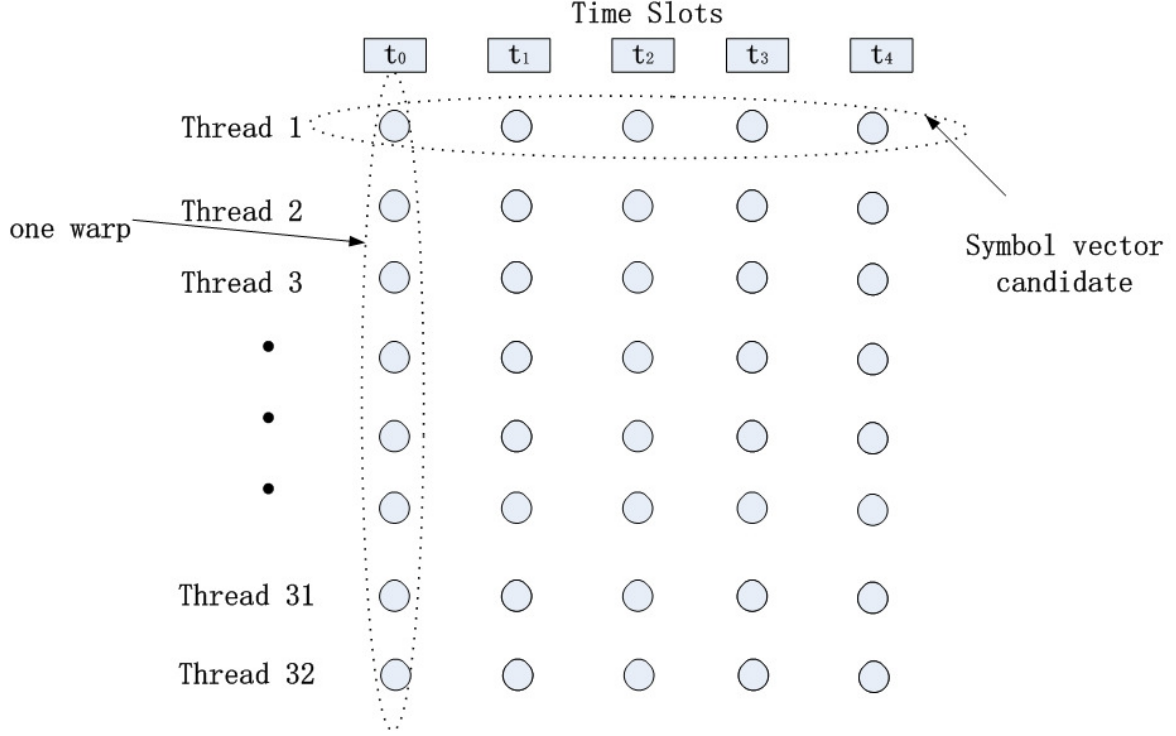 Time Slots
t₀ t₁ t₂ t₃ t₄
Thread 1
Thread 2
one warp
Symbol vector
candidate
Thread 3
Thread 31
Thread 32